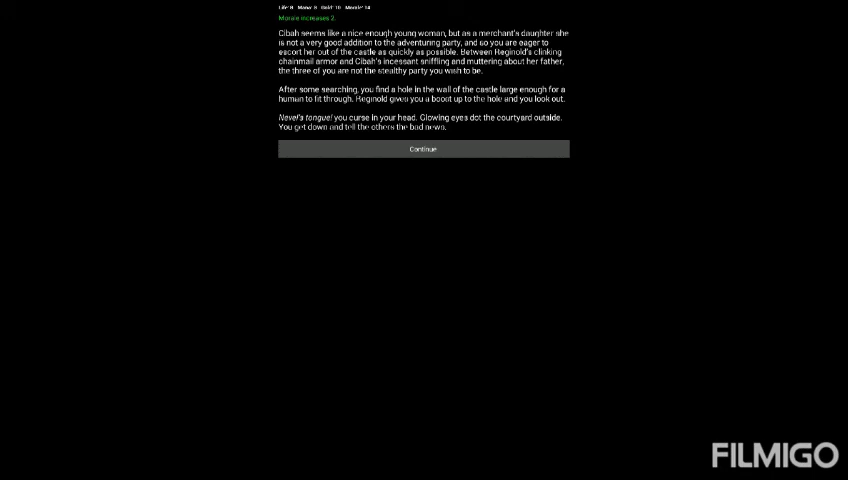 Life: 8 Mana: 8 Gold: 10 Morale: 14
Morale increases 2.
Cibah seems like a nice enough young woman, but as a merchant's daughter she
is not a very good addition to the adventuring party, and so you are eager to
escort her out of the castle as quickly as possible. Between Reginold's clinking
chainmail armor and Cibah's incessant sniffling and muttering about her father,
the three of you are not the stealthy party you wish to be.
After some searching, you find a hole in the wall of the castle large enough for a
human to fit through. Reginold gives you a boost up to the hole and you look out.
Nevel's tongue! you curse in your head. Glowing eyes dot the courtyard outside.
You get down and tell the others the bad news.
Continue
FILMIGO